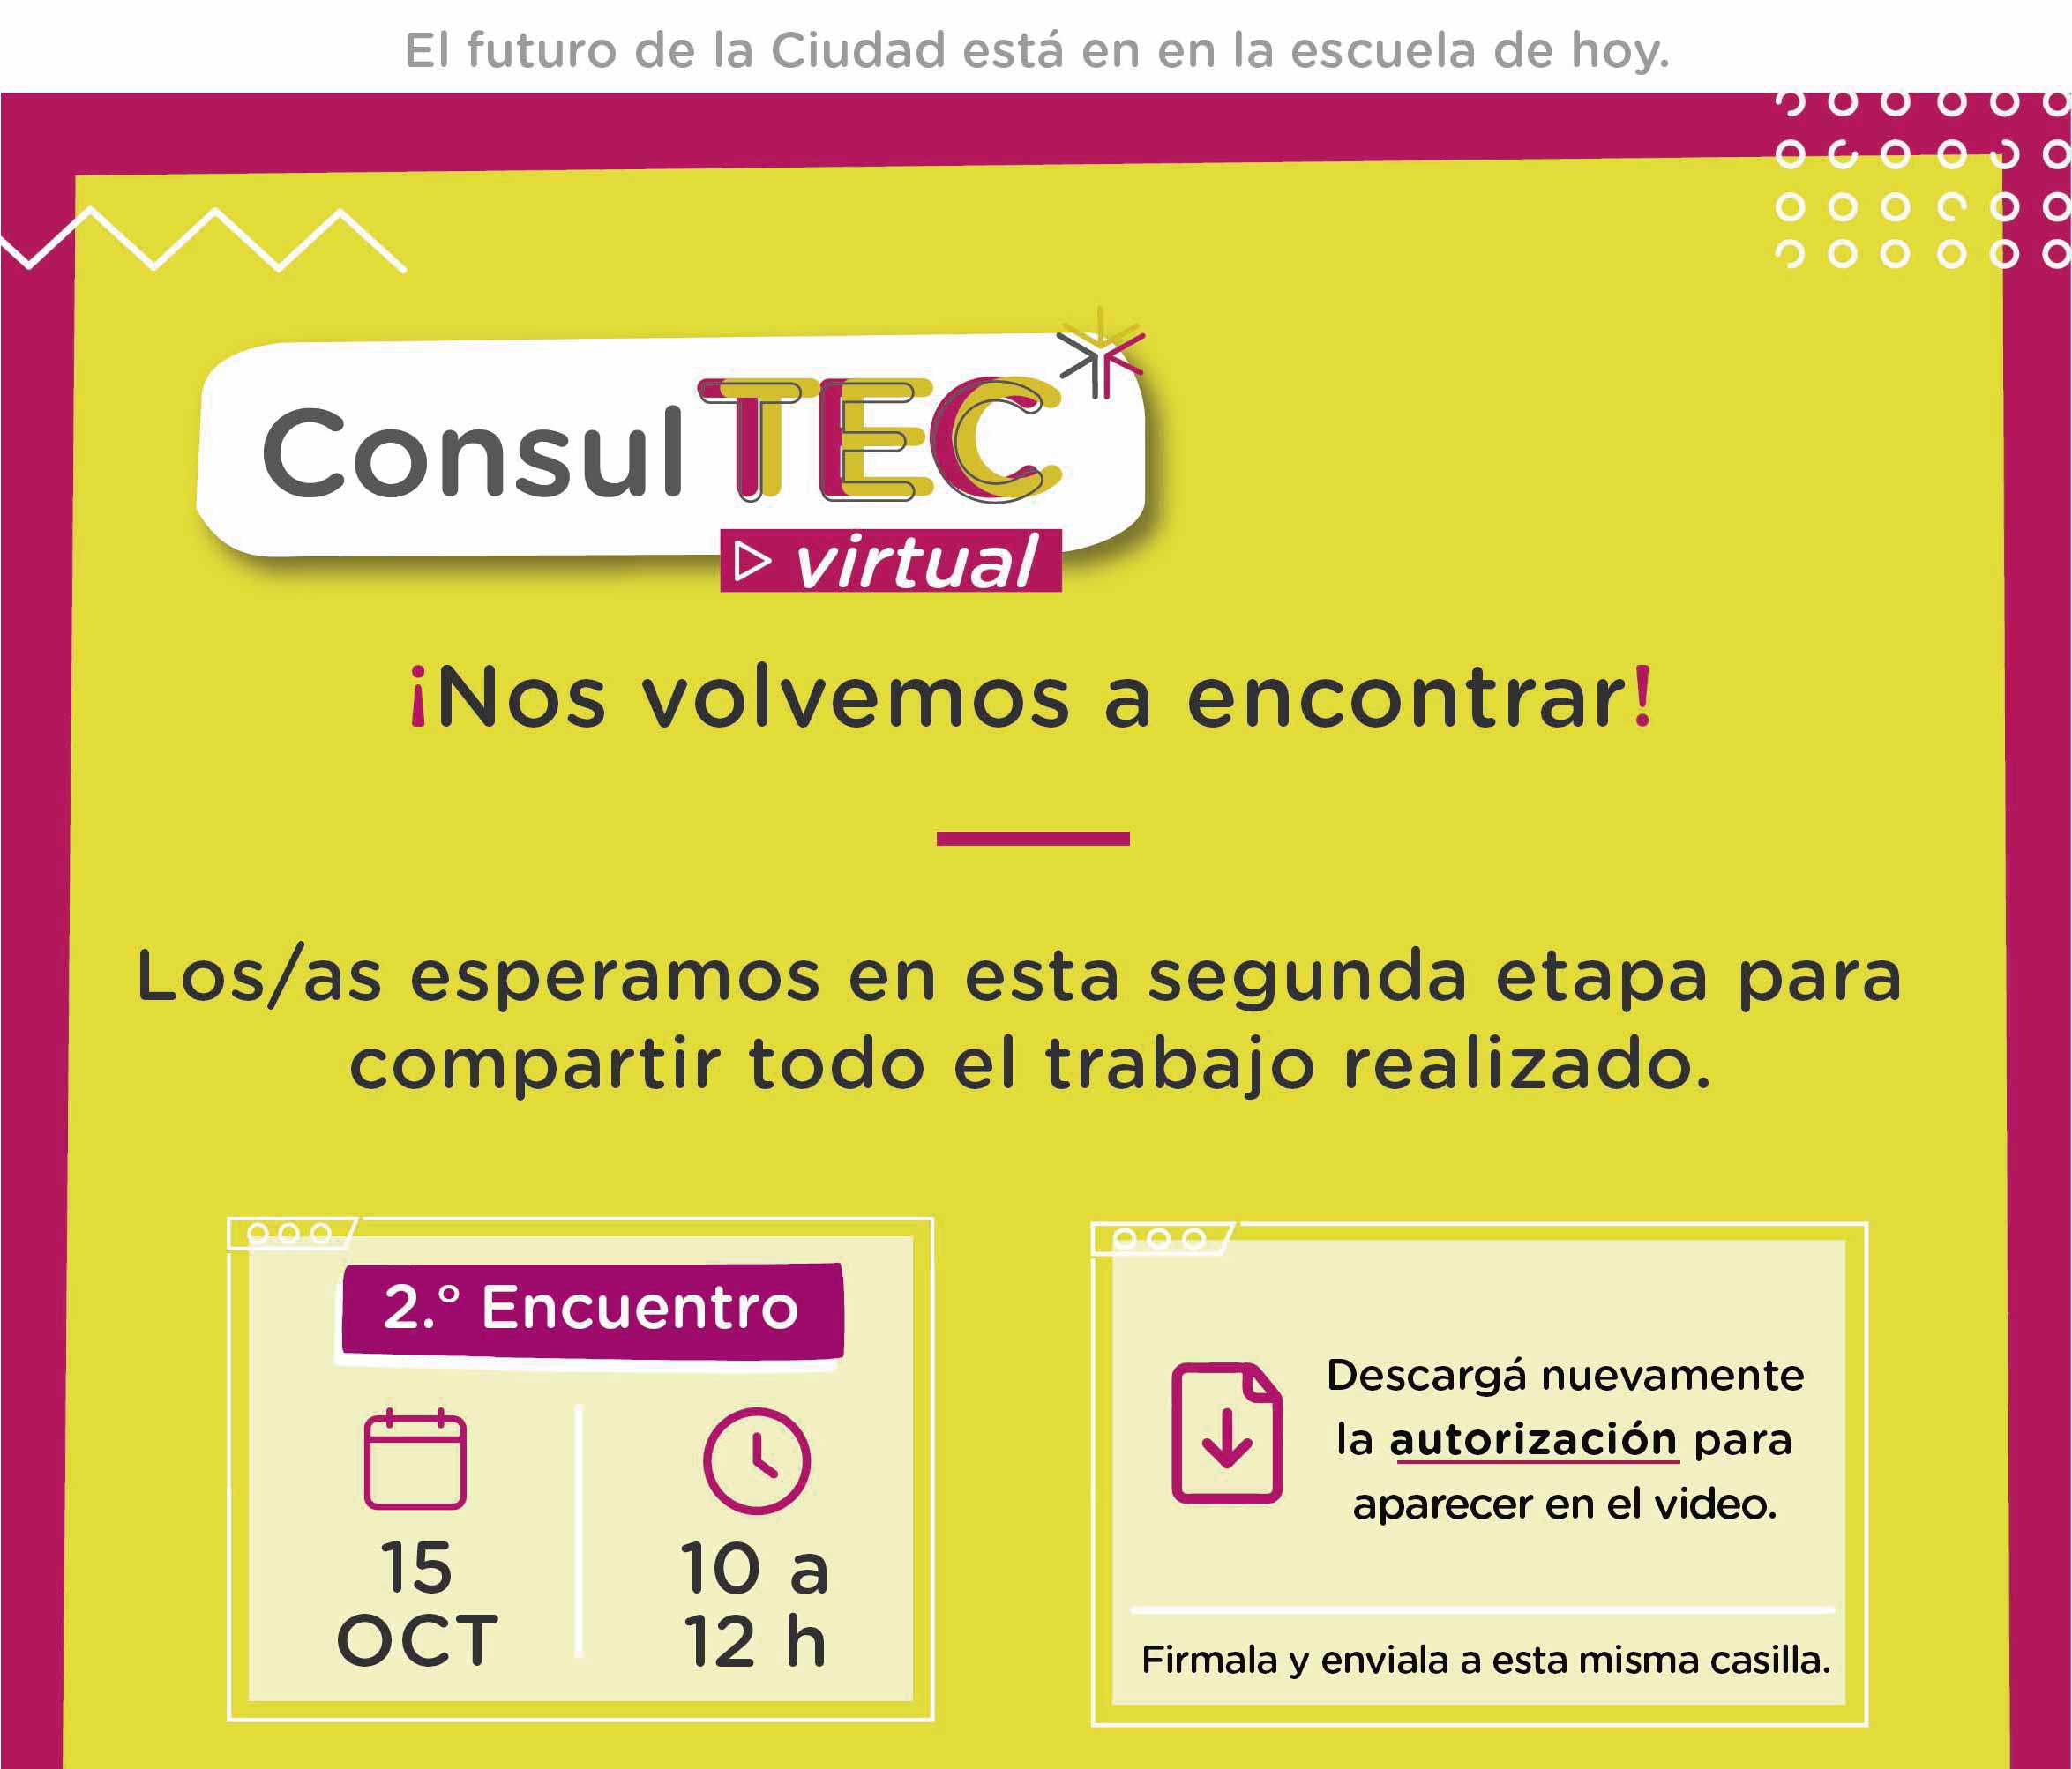 El futuro de la Ciudad está en en la escuela de hoy.
ConsulTEC
virtual
¡Nos volvemos a encontrar!
Los/as esperamos en esta segunda etapa para
compartir todo el trabajo realizado.
2.º Encuentro
15
OCT
10 a
12 h
Descargá nuevamente
la autorización para
aparecer en el video.
Firmala y enviala a esta misma casilla.